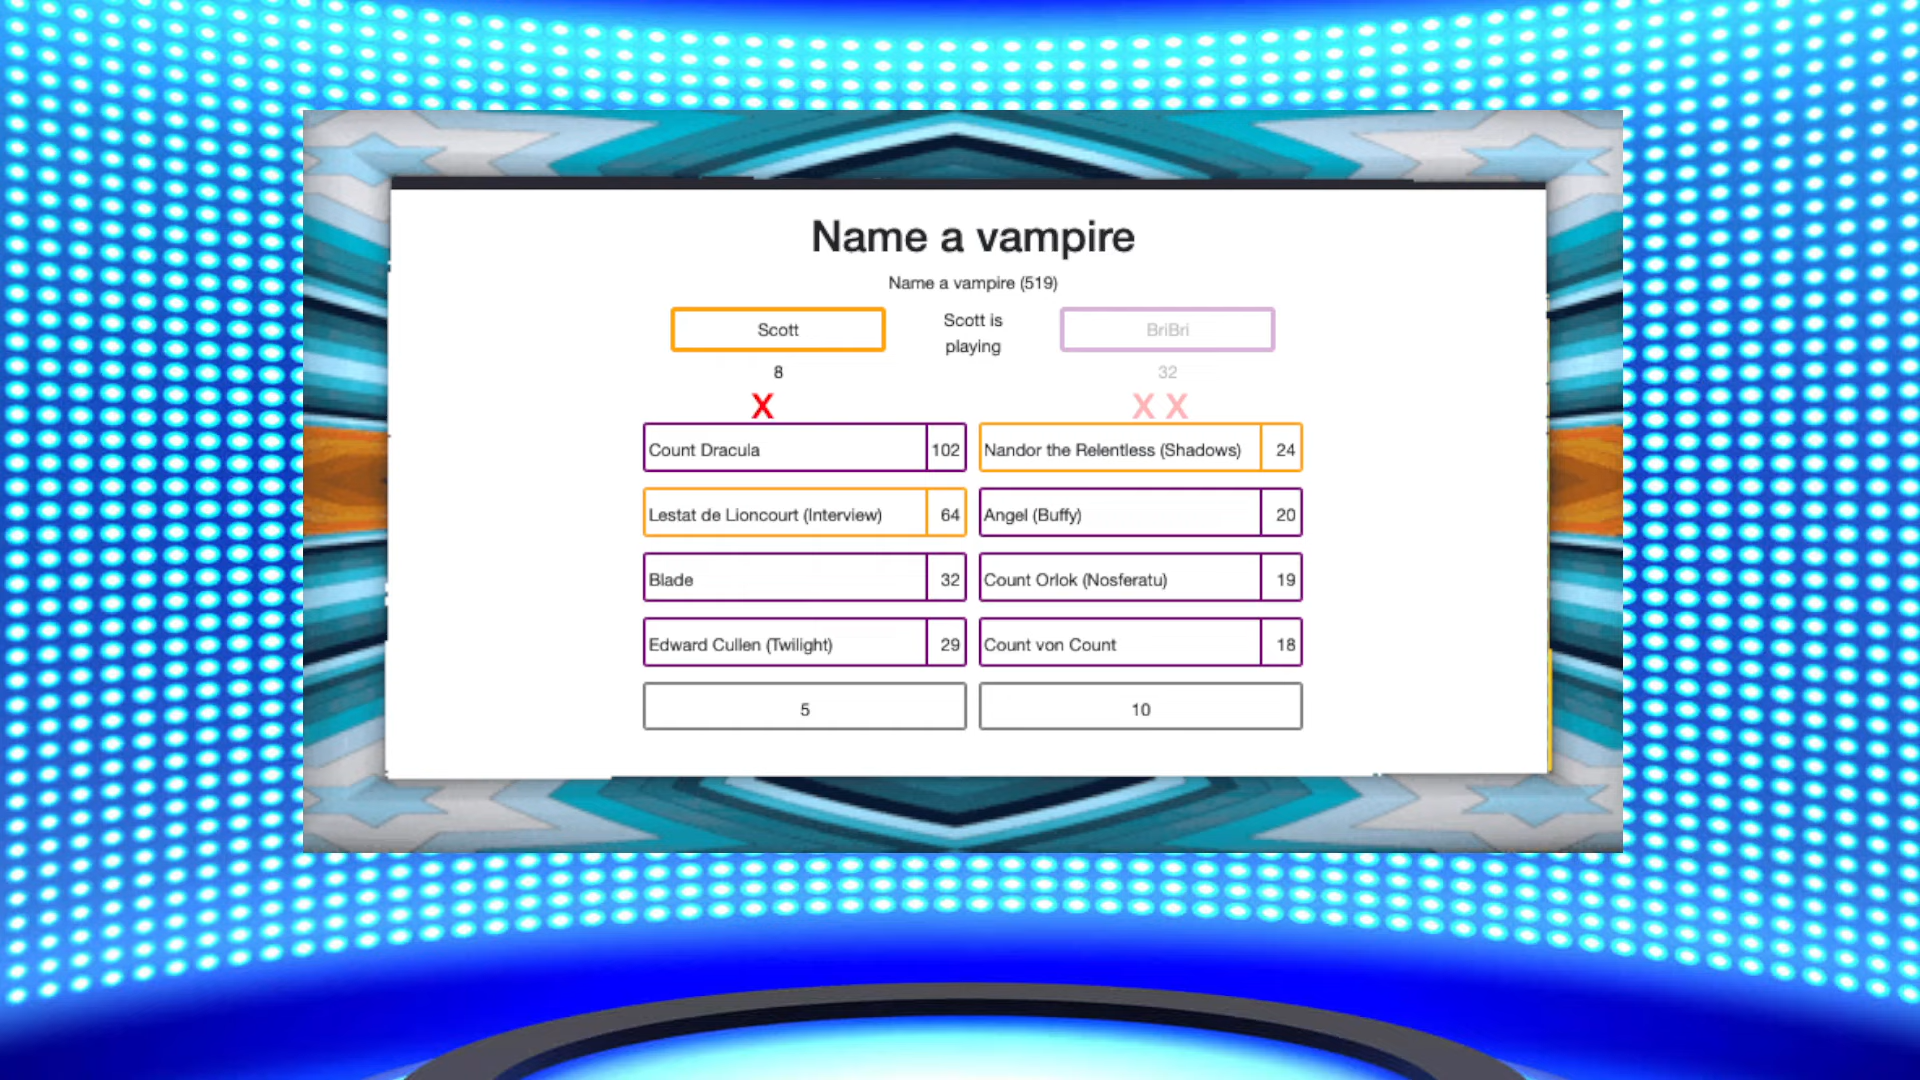 Name a vampire
Name a vampire (519)
Scott
Scott is
playing
BriBri
8
32
X
X X
Count Dracula 102
Nandor the Relentless (Shadows) 24
Lestat de Lioncourt (Interview) 64
Angel (Buffy) 20
Blade 32
Count Orlok (Nosferatu) 19
Edward Cullen (Twilight) 29
Count von Count 18
5
10